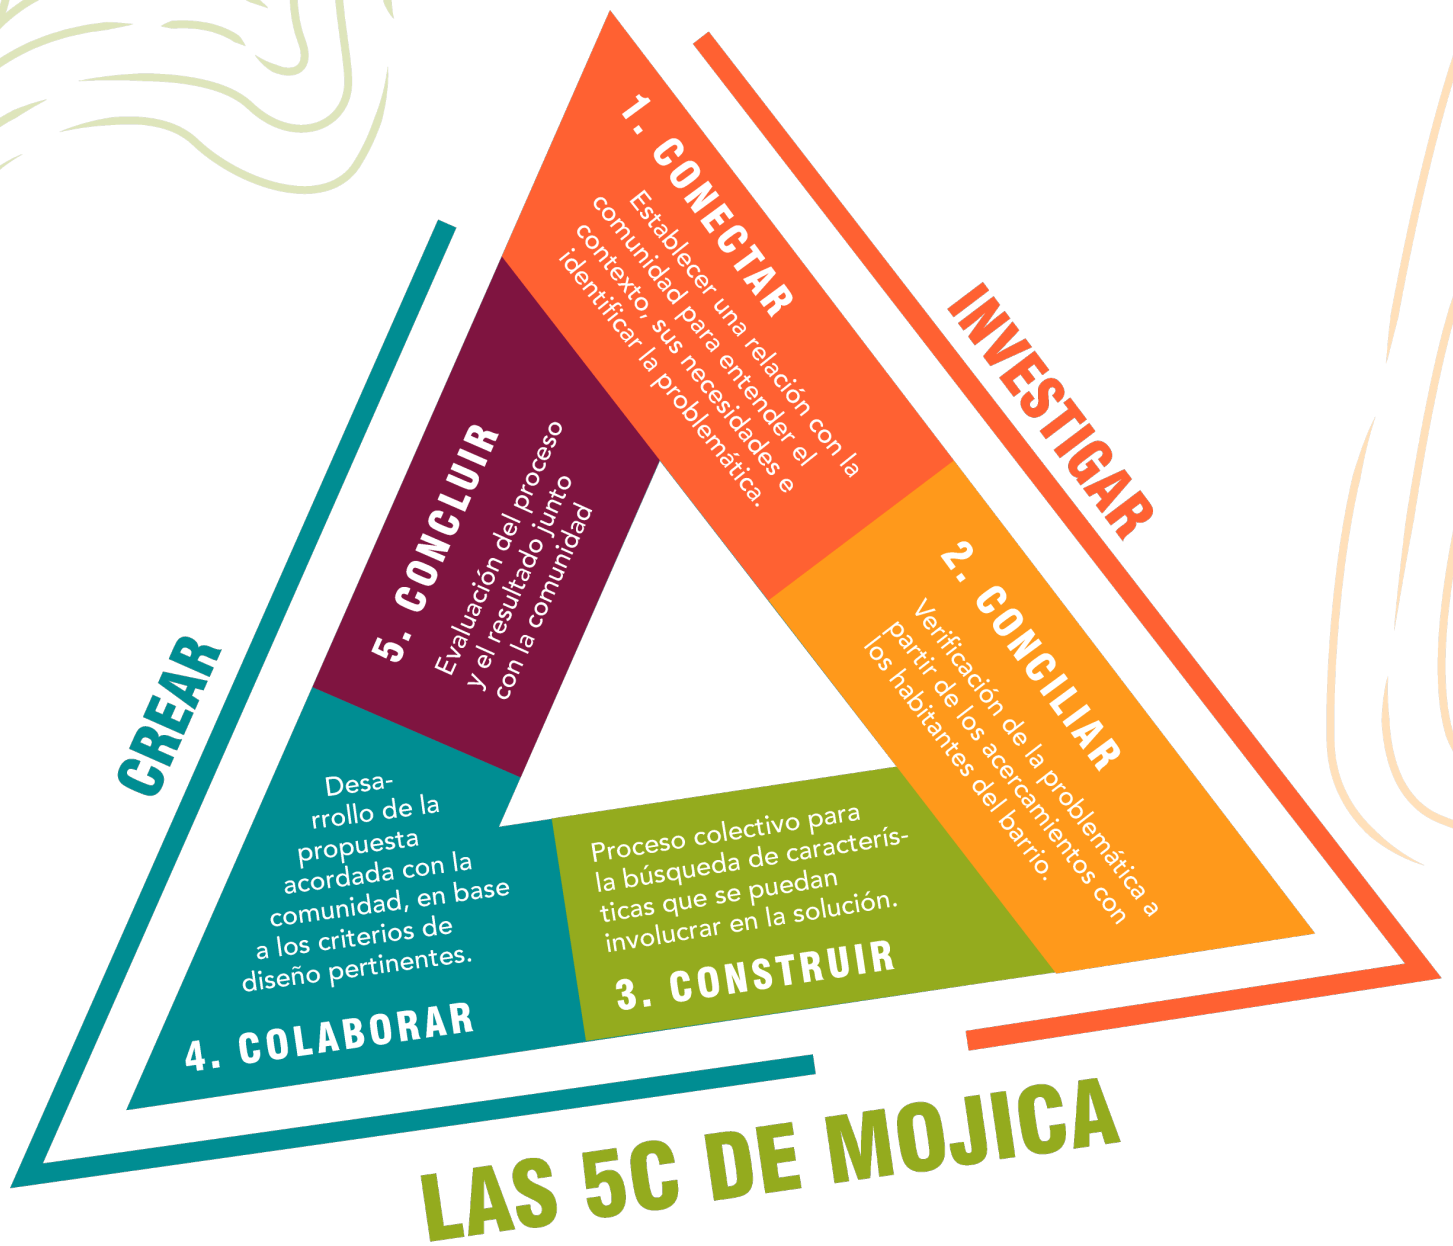 1. CONECTAR
Establecer una relación con la
comunidad para entender el
contexto, sus necesidades e
identificar la problemática.
INVESTIGAR
2. CONCILIAR
Verificación de la problemática a
partir de los acercamientos con
los habitantes del barrio.
Proceso colectivo para
la búsqueda de caracterís-
ticas que se puedan
involucrar en la solución.
3. CONSTRUIR
Desa-
rrollo de la
propuesta
acordada con la
comunidad, en base
a los criterios de
diseño pertinentes.
4. COLABORAR
5. CONCLUIR
Evaluación del proceso
y el resultado junto
con la comunidad
CREAR
LAS 5C DE MOJICA